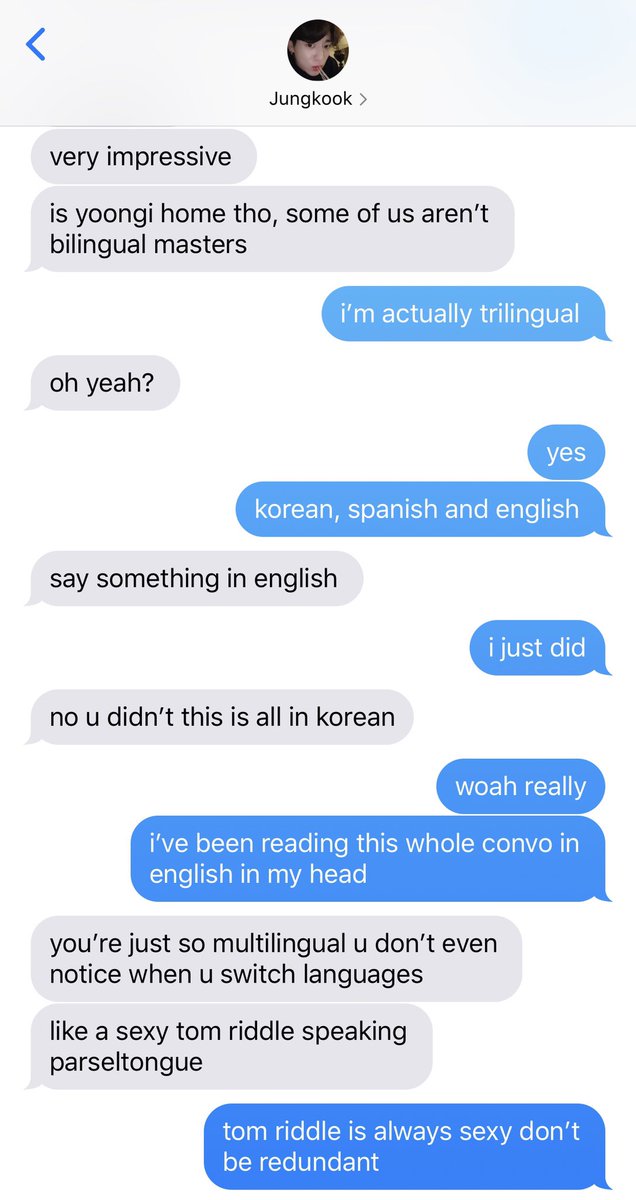 Jungkook
very impressive
is yoongi home tho, some of us aren’t
bilingual masters
i’m actually trilingual
oh yeah?
yes
korean, spanish and english
say something in english
i just did
no u didn’t this is all in korean
woah really
i’ve been reading this whole convo in
english in my head
you’re just so multilingual u don’t even
notice when u switch languages
like a sexy tom riddle speaking
parseltongue
tom riddle is always sexy don’t
be redundant